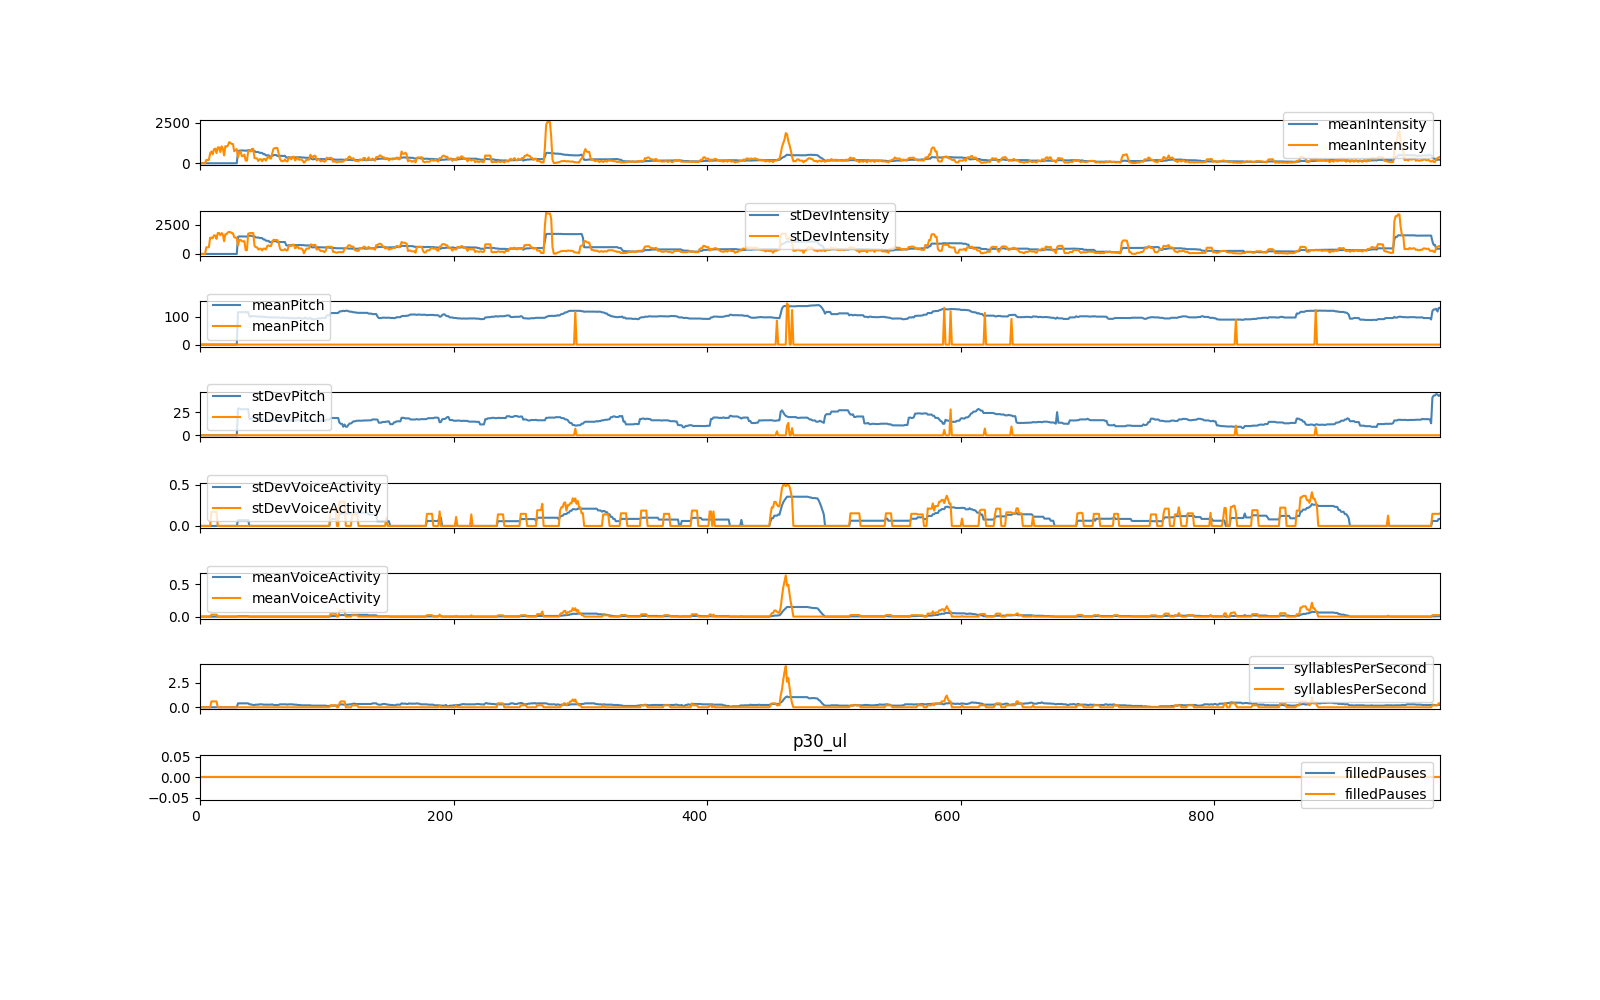 2500
0
meanIntensity
meanIntensity
2500
0
stDevIntensity
stDevIntensity
100
0
meanPitch
meanPitch
25
0
stDevPitch
stDevPitch
0.5
0.0
stDevVoiceActivity
stDevVoiceActivity
0.5
0.0
meanVoiceActivity
meanVoiceActivity
2.5
0.0
syllablesPerSecond
syllablesPerSecond
p30_ul
0.05
0.00
−0.05
filledPauses
filledPauses
0 200 400 600 800